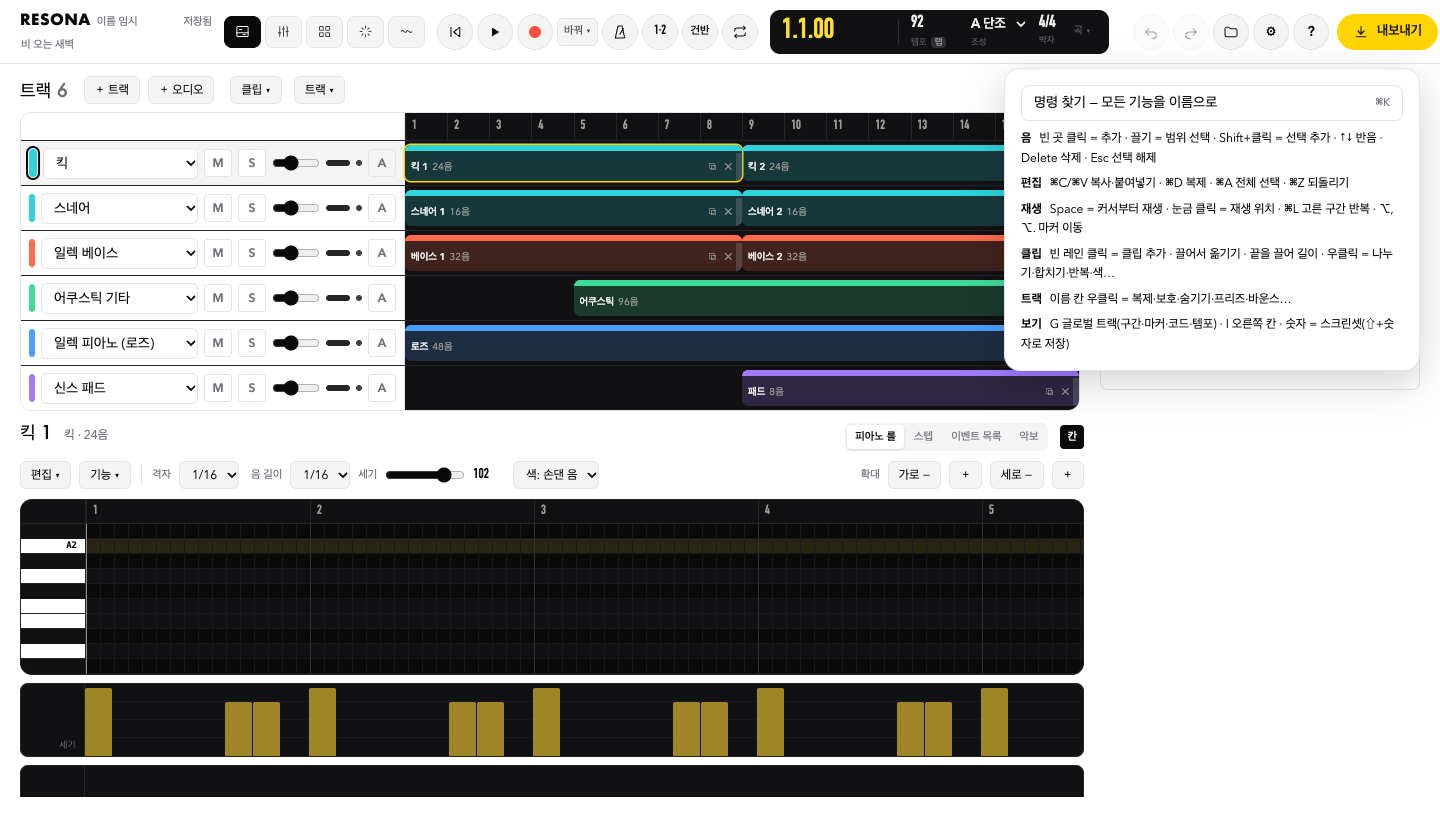 RESONA 이름 임시 저장됨
비 오는 새벽
바꿔 ▾
1·2
건반
1.1.00
92
템포 탭
A 단조
조성
4/4
박자
곡 ▾
?
내보내기
트랙 6
+ 트랙
+ 오디오
클립 ▾
트랙 ▾
명령 찾기 – 모든 기능을 이름으로 ⌘K
음 빈 곳 클릭 = 추가 · 끌기 = 범위 선택 · Shift+클릭 = 선택 추가 · ↑↓ 반음 ·
Delete 삭제 · Esc 선택 해제
편집 ⌘C/⌘V 복사·붙여넣기 · ⌘D 복제 · ⌘A 전체 선택 · ⌘Z 되돌리기
재생 Space = 커서부터 재생 · 눈금 클릭 = 재생 위치 · ⌘L 고른 구간 반복 · ⌥,
⌥. 마커 이동
클립 빈 레인 클릭 = 클립 추가 · 끌어서 옮기기 · 끝을 끌어 길이 · 우클릭 = 나누
기·합치기·반복·색…
트랙 이름 칸 우클릭 = 복제·보호·숨기기·프리즈·바운스…
보기 G 글로벌 트랙(구간·마커·코드·템포) · I 오른쪽 칸 · 숫자 = 스크린셋(⇧+숫
자로 저장)
1 2 3 4 5 6 7 8 9 10 11 12 13 14
킥 M S A 킥 1 24음 킥 2 24음
스네어 M S A 스네어 1 16음 스네어 2 16음
일렉 베이스 M S A 베이스 1 32음 베이스 2 32음
어쿠스틱 기타 M S A 어쿠스틱 96음
일렉 피아노 (로즈) M S A 로즈 48음
신스 패드 M S A 패드 8음
킥 1 킥 · 24음
피아노 롤 스텝 이벤트 목록 악보 칸
편집 ▾ 기능 ▾ 격자 1/16 음 길이 1/16 세기 102 색: 손댄 음 확대 가로 – + 세로 – +
1 2 3 4 5
A2
세기